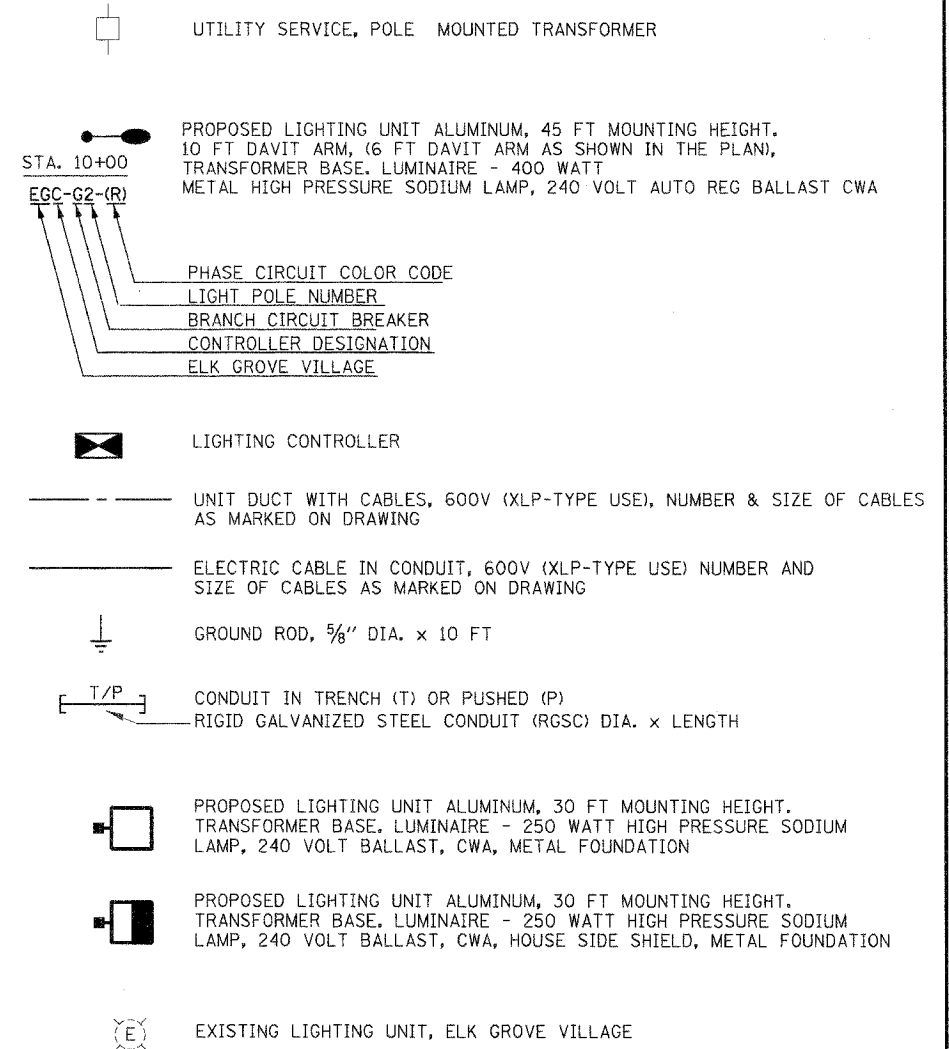 UTILITY SERVICE, POLE MOUNTED TRANSFORMER
PROPOSED LIGHTING UNIT ALUMINUM, 45 FT MOUNTING HEIGHT.
10 FT DAVIT ARM, (6 FT DAVIT ARM AS SHOWN IN THE PLAN),
TRANSFORMER BASE. LUMINAIRE - 400 WATT
METAL HIGH PRESSURE SODIUM LAMP, 240 VOLT AUTO REG BALLAST CWA
STA. 10+00
EGC-G2-(R)
PHASE CIRCUIT COLOR CODE
LIGHT POLE NUMBER
BRANCH CIRCUIT BREAKER
CONTROLLER DESIGNATION
ELK GROVE VILLAGE
LIGHTING CONTROLLER
UNIT DUCT WITH CABLES, 600V (XLP-TYPE USE), NUMBER & SIZE OF CABLES
AS MARKED ON DRAWING
ELECTRIC CABLE IN CONDUIT, 600V (XLP-TYPE USE) NUMBER AND
SIZE OF CABLES AS MARKED ON DRAWING
GROUND ROD, 5/8" DIA. x 10 FT
T/P
CONDUIT IN TRENCH (T) OR PUSHED (P)
RIGID GALVANIZED STEEL CONDUIT (RGSC) DIA. x LENGTH
PROPOSED LIGHTING UNIT ALUMINUM, 30 FT MOUNTING HEIGHT.
TRANSFORMER BASE. LUMINAIRE - 250 WATT HIGH PRESSURE SODIUM
LAMP, 240 VOLT BALLAST, CWA, METAL FOUNDATION
PROPOSED LIGHTING UNIT ALUMINUM, 30 FT MOUNTING HEIGHT.
TRANSFORMER BASE. LUMINAIRE - 250 WATT HIGH PRESSURE SODIUM
LAMP, 240 VOLT BALLAST, CWA, HOUSE SIDE SHIELD, METAL FOUNDATION
E
EXISTING LIGHTING UNIT, ELK GROVE VILLAGE